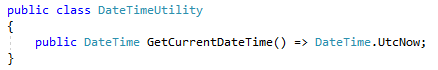 public class DateTimeUtility
{
    public DateTime GetCurrentDateTime() => DateTime.UtcNow;
}